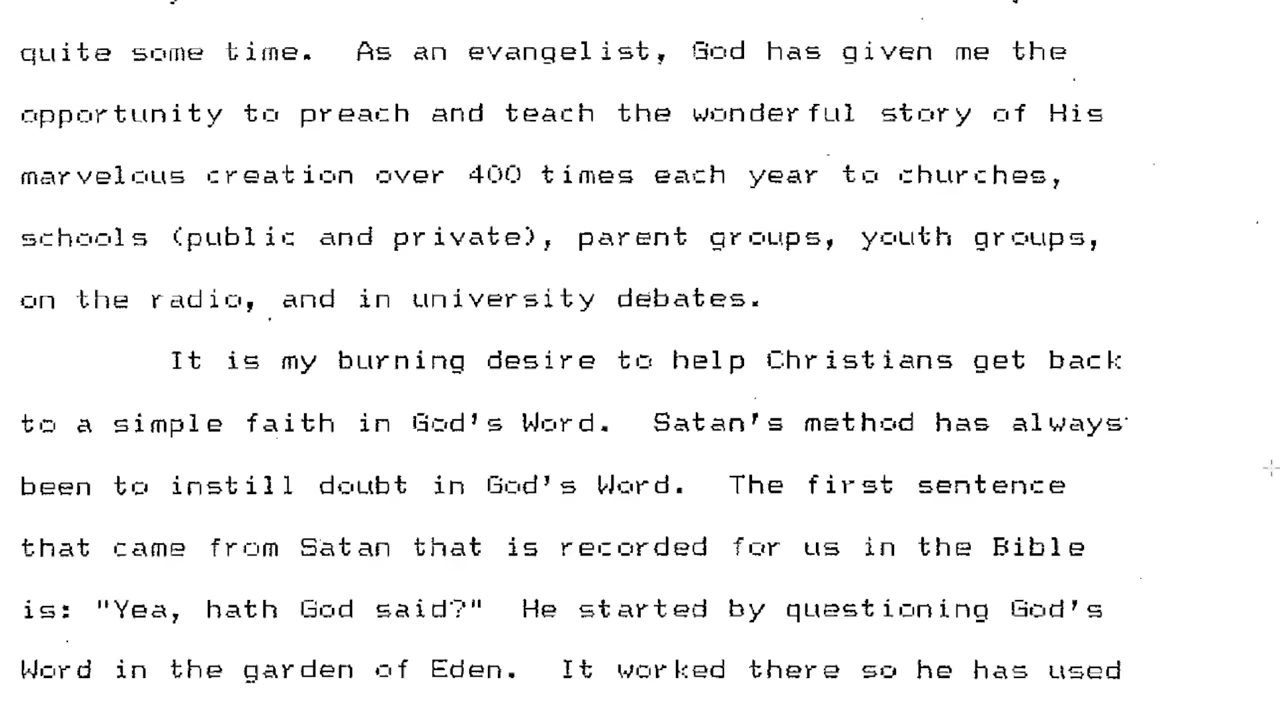 quite some time.  As an evangelist, God has given me the
opportunity to preach and teach the wonderful story of His
marvelous creation over 400 times each year to churches,
schools (public and private), parent groups, youth groups,
on the radio, and in university debates.
It is my burning desire to help Christians get back
to a simple faith in God's Word.  Satan's method has always
been to instill doubt in God's Word.  The first sentence
that came from Satan that is recorded for us in the Bible
is: "Yea, hath God said?"  He started by questioning God's
Word in the garden of Eden.  It worked there so he has used